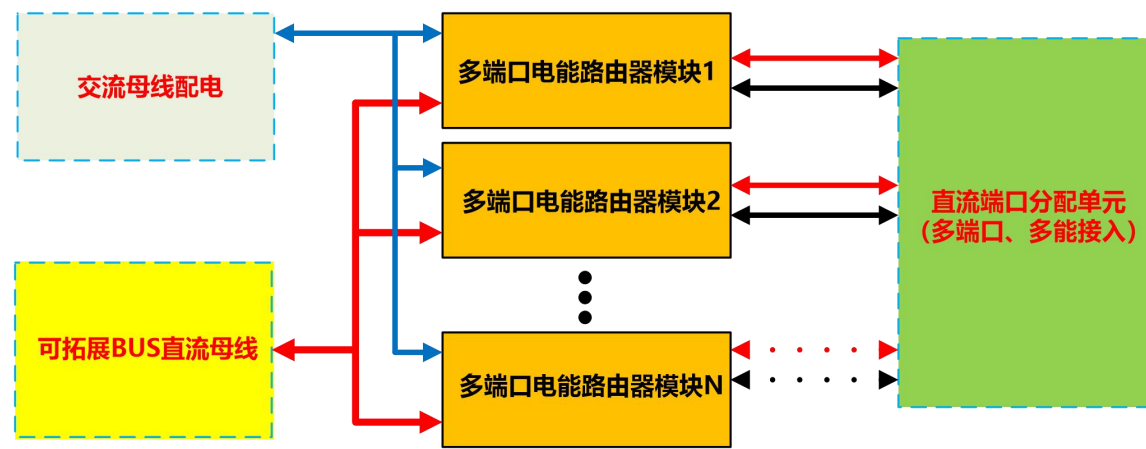 交流母线配电
可拓展BUS直流母线
多端口电能路由器模块1
多端口电能路由器模块2
多端口电能路由器模块N
直流端口分配单元
（多端口、多能接入）